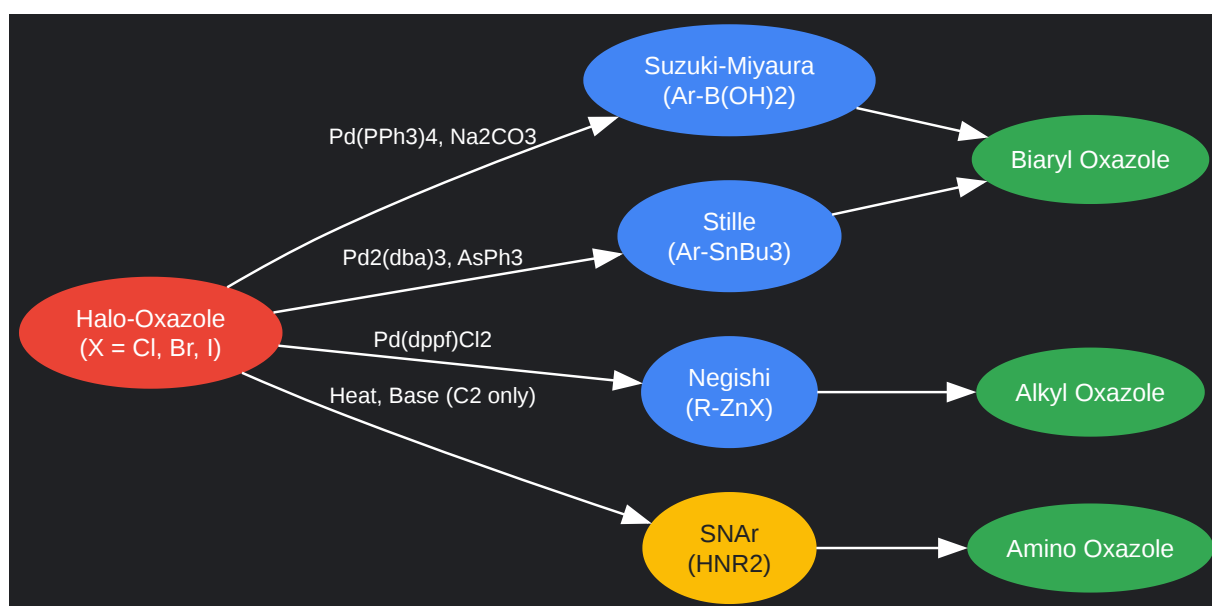 Suzuki-Miyaura
(Ar-B(OH)2)
Pd(PPh3)4, Na2CO3
Biaryl Oxazole
Stille
(Ar-SnBu3)
Pd2(dba)3, AsPh3
Halo-Oxazole
(X = Cl, Br, I)
Pd(dppf)Cl2
Negishi
(R-ZnX)
Alkyl Oxazole
Heat, Base (C2 only)
SNAr
(HNR2)
Amino Oxazole